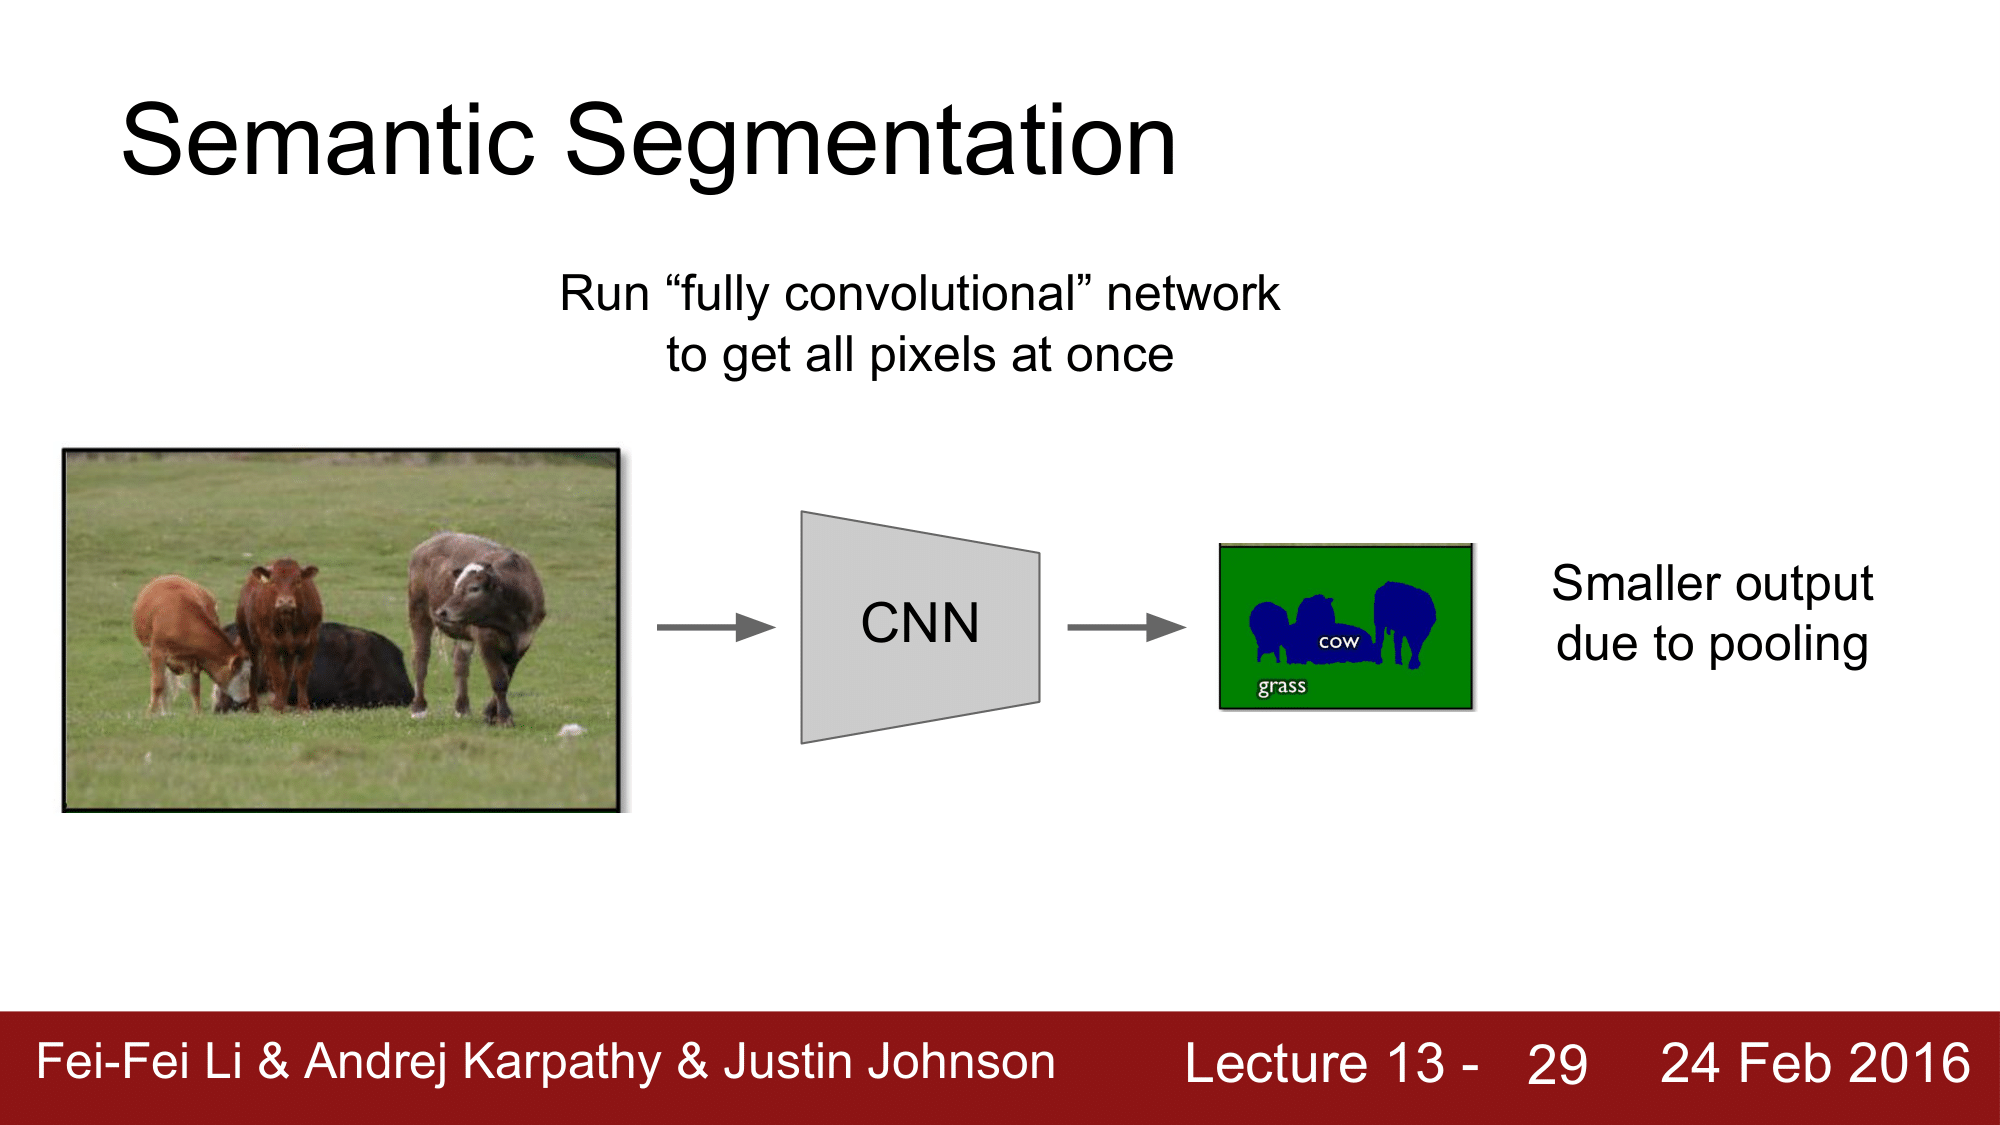 Semantic Segmentation
Run “fully convolutional” network
to get all pixels at once
CNN
cow
grass
Smaller output
due to pooling
Fei-Fei Li & Andrej Karpathy & Justin Johnson
Lecture 13 - 29
24 Feb 2016